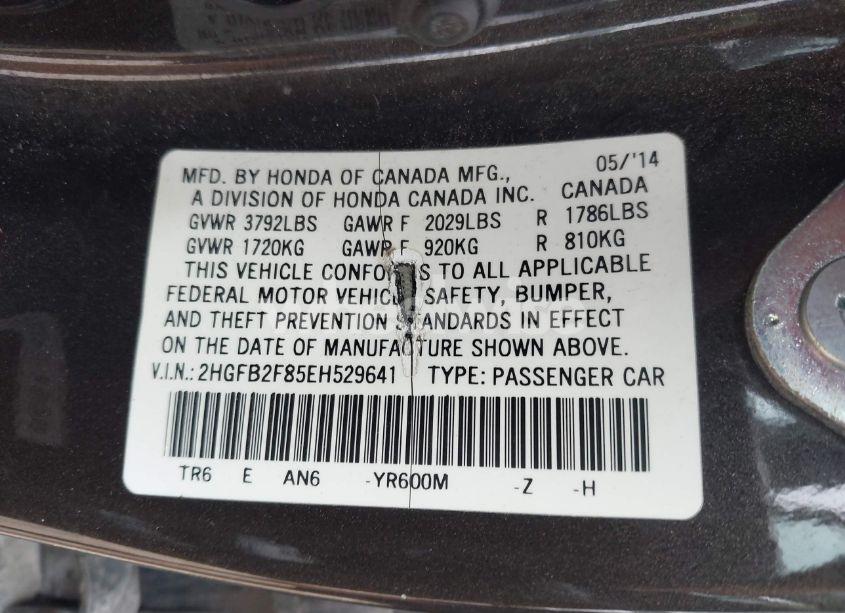 MFD. BY HONDA OF CANADA MFG., 05/'14
A DIVISION OF HONDA CANADA INC. CANADA
GVWR 3792LBS GAWR F 2029LBS R 1786LBS
GVWR 1720KG GAWR F 920KG R 810KG
THIS VEHICLE CONFORMS TO ALL APPLICABLE
FEDERAL MOTOR VEHICLE SAFETY, BUMPER,
AND THEFT PREVENTION STANDARDS IN EFFECT
ON THE DATE OF MANUFACTURE SHOWN ABOVE.
V.I.N.: 2HGFB2F85EH529641 TYPE: PASSENGER CAR
TR6 E AN6 -YR600M -Z -H